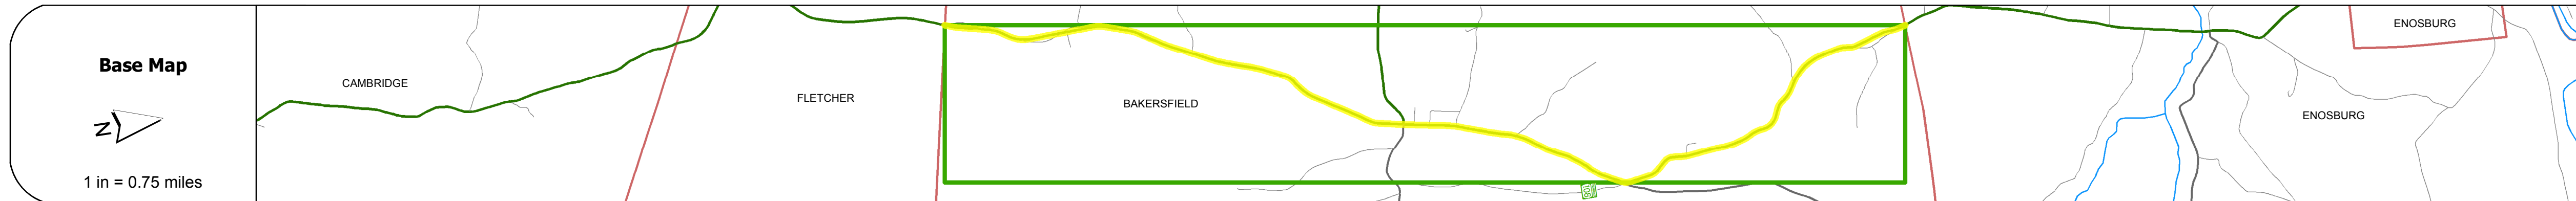 Base Map
N
1 in = 0.75 miles
CAMBRIDGE
FLETCHER
BAKERSFIELD
ENOSBURG
ENOSBURG